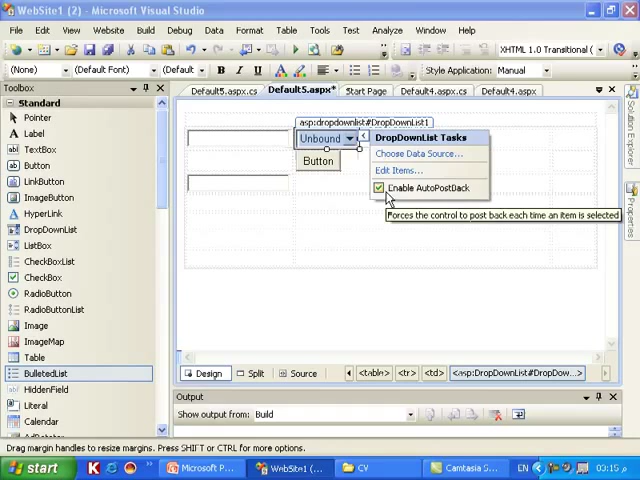 WebSite1 (2) - Microsoft Visual Studio
File Edit View Website Build Debug Format Table Tools
Test Analyze Window Community Help
XHTML 1.0 Transitional (
(None) (Default Font) (Default
B I U
Style Application: Manual
Toolbox
Standard
Pointer
Label
TextBox
Button
LinkButton
ImageButton
HyperLink
DropDownList
ListBox
CheckBoxList
CheckBox
RadioButton
RadioButtonList
Image
ImageMap
Table
BulletedList
HiddenField
Literal
Calendar
AdRotator
Default5.aspx.cs Default5.aspx* Start Page Default4.aspx.cs Default4.aspx
asp:dropdownlist#DropDownList1
Unbound
Button
DropDownList Tasks
Choose Data Source...
Edit Items...
Enable AutoPostBack
Forces the control to post back each time an item is selected
Solution Explorer
Properties
Design Split Source <table> <tr> <td> <asp:DropDownList#DropDow...>
Output
Show output from: Build
Drag margin handles to resize margins. Press SHIFT or CTRL for more options.
start
Microsoft P...
WebSite1 (...
CV
Camtasia S...
EN
03:15 م